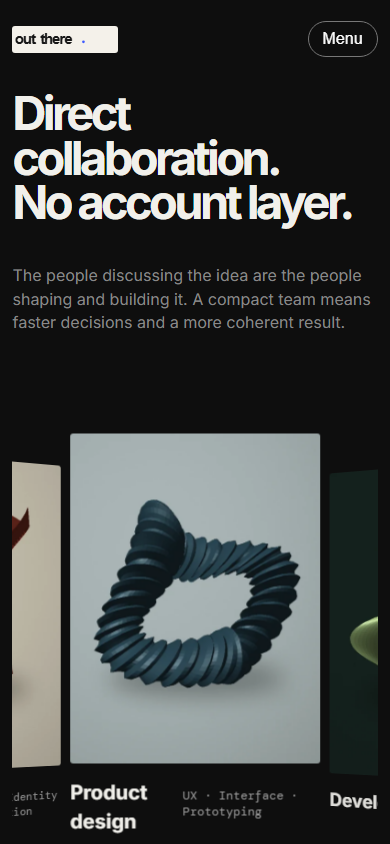 out there .
Menu
Direct
collaboration.
No account layer.
The people discussing the idea are the people
shaping and building it. A compact team means
faster decisions and a more coherent result.
Product
design
UX · Interface ·
Prototyping